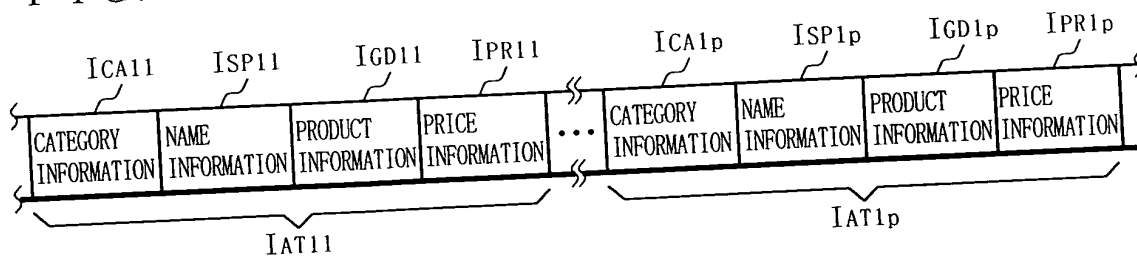 ICA11 ISP11 IGD11 IPR11 ICA1p ISP1p IGD1p IPR1p
CATEGORY INFORMATION NAME INFORMATION PRODUCT INFORMATION PRICE INFORMATION ... CATEGORY INFORMATION NAME INFORMATION PRODUCT INFORMATION PRICE INFORMATION
IAT11 IAT1p